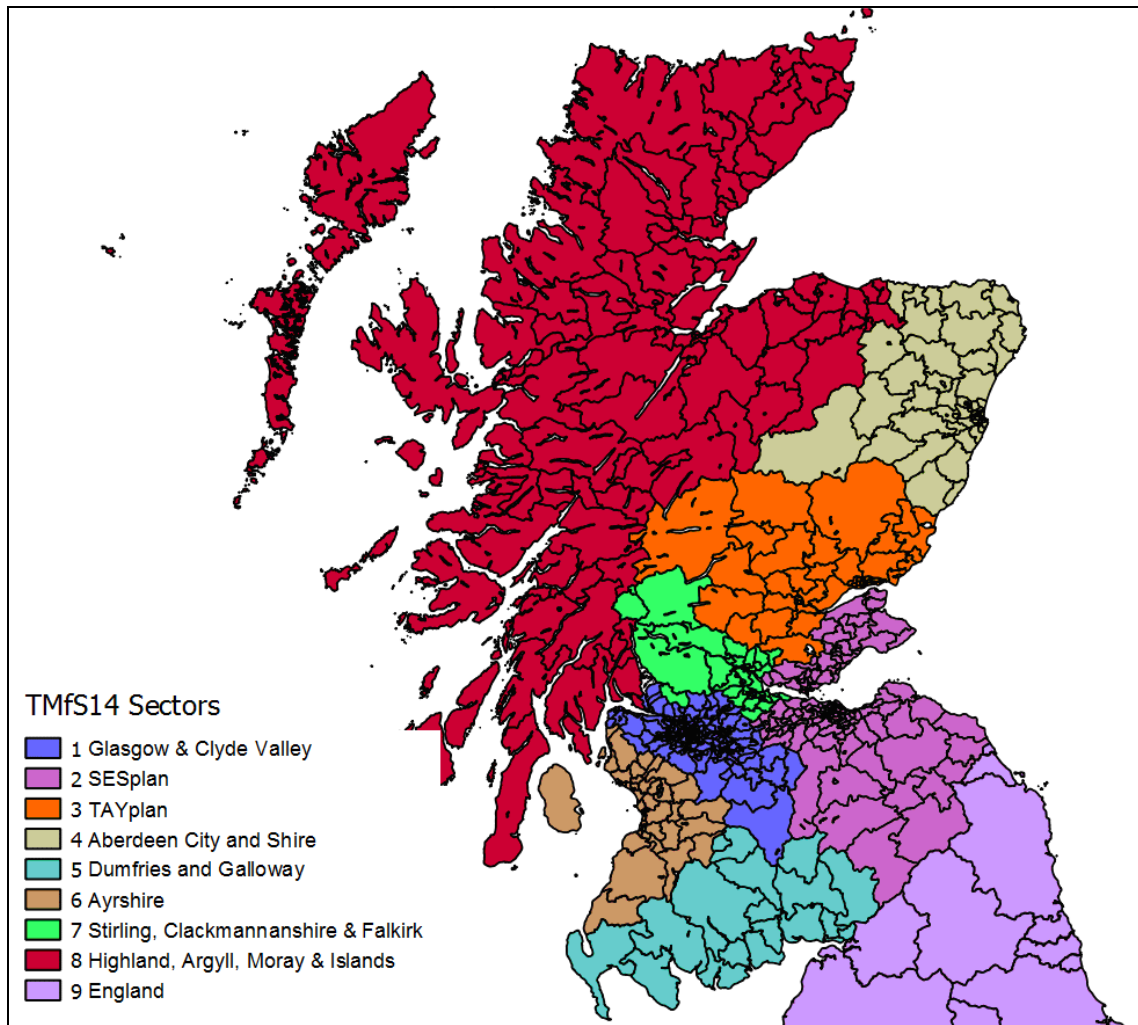 TMfS14 Sectors
1 Glasgow & Clyde Valley
2 SESplan
3 TAYplan
4 Aberdeen City and Shire
5 Dumfries and Galloway
6 Ayrshire
7 Stirling, Clackmannanshire & Falkirk
8 Highland, Argyll, Moray & Islands
9 England